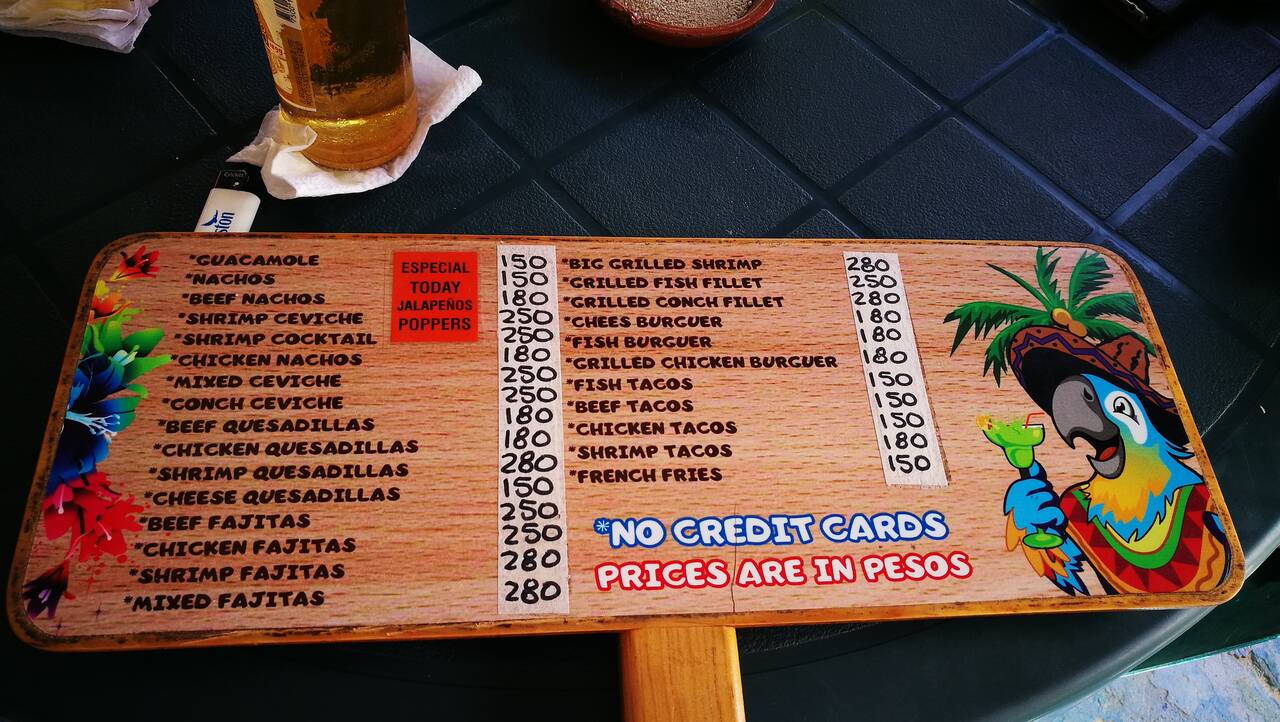 *GUACAMOLE 150
*NACHOS 150
*BEEF NACHOS 180
*SHRIMP CEVICHE 250
*SHRIMP COCKTAIL 250
*CHICKEN NACHOS 180
*MIXED CEVICHE 250
*CONCH CEVICHE 250
*BEEF QUESADILLAS 180
*CHICKEN QUESADILLAS 180
*SHRIMP QUESADILLAS 280
*CHEESE QUESADILLAS 150
*BEEF FAJITAS 250
*CHICKEN FAJITAS 250
*SHRIMP FAJITAS 280
*MIXED FAJITAS 280
ESPECIAL
TODAY
JALAPEÑOS
POPPERS
*BIG GRILLED SHRIMP 280
*GRILLED FISH FILLET 250
*GRILLED CONCH FILLET 280
*CHEES BURGUER 180
*FISH BURGUER 180
*GRILLED CHICKEN BURGUER 180
*FISH TACOS 150
*BEEF TACOS 150
*CHICKEN TACOS 150
*SHRIMP TACOS 180
*FRENCH FRIES 150
*NO CREDIT CARDS
PRICES ARE IN PESOS
Cricket